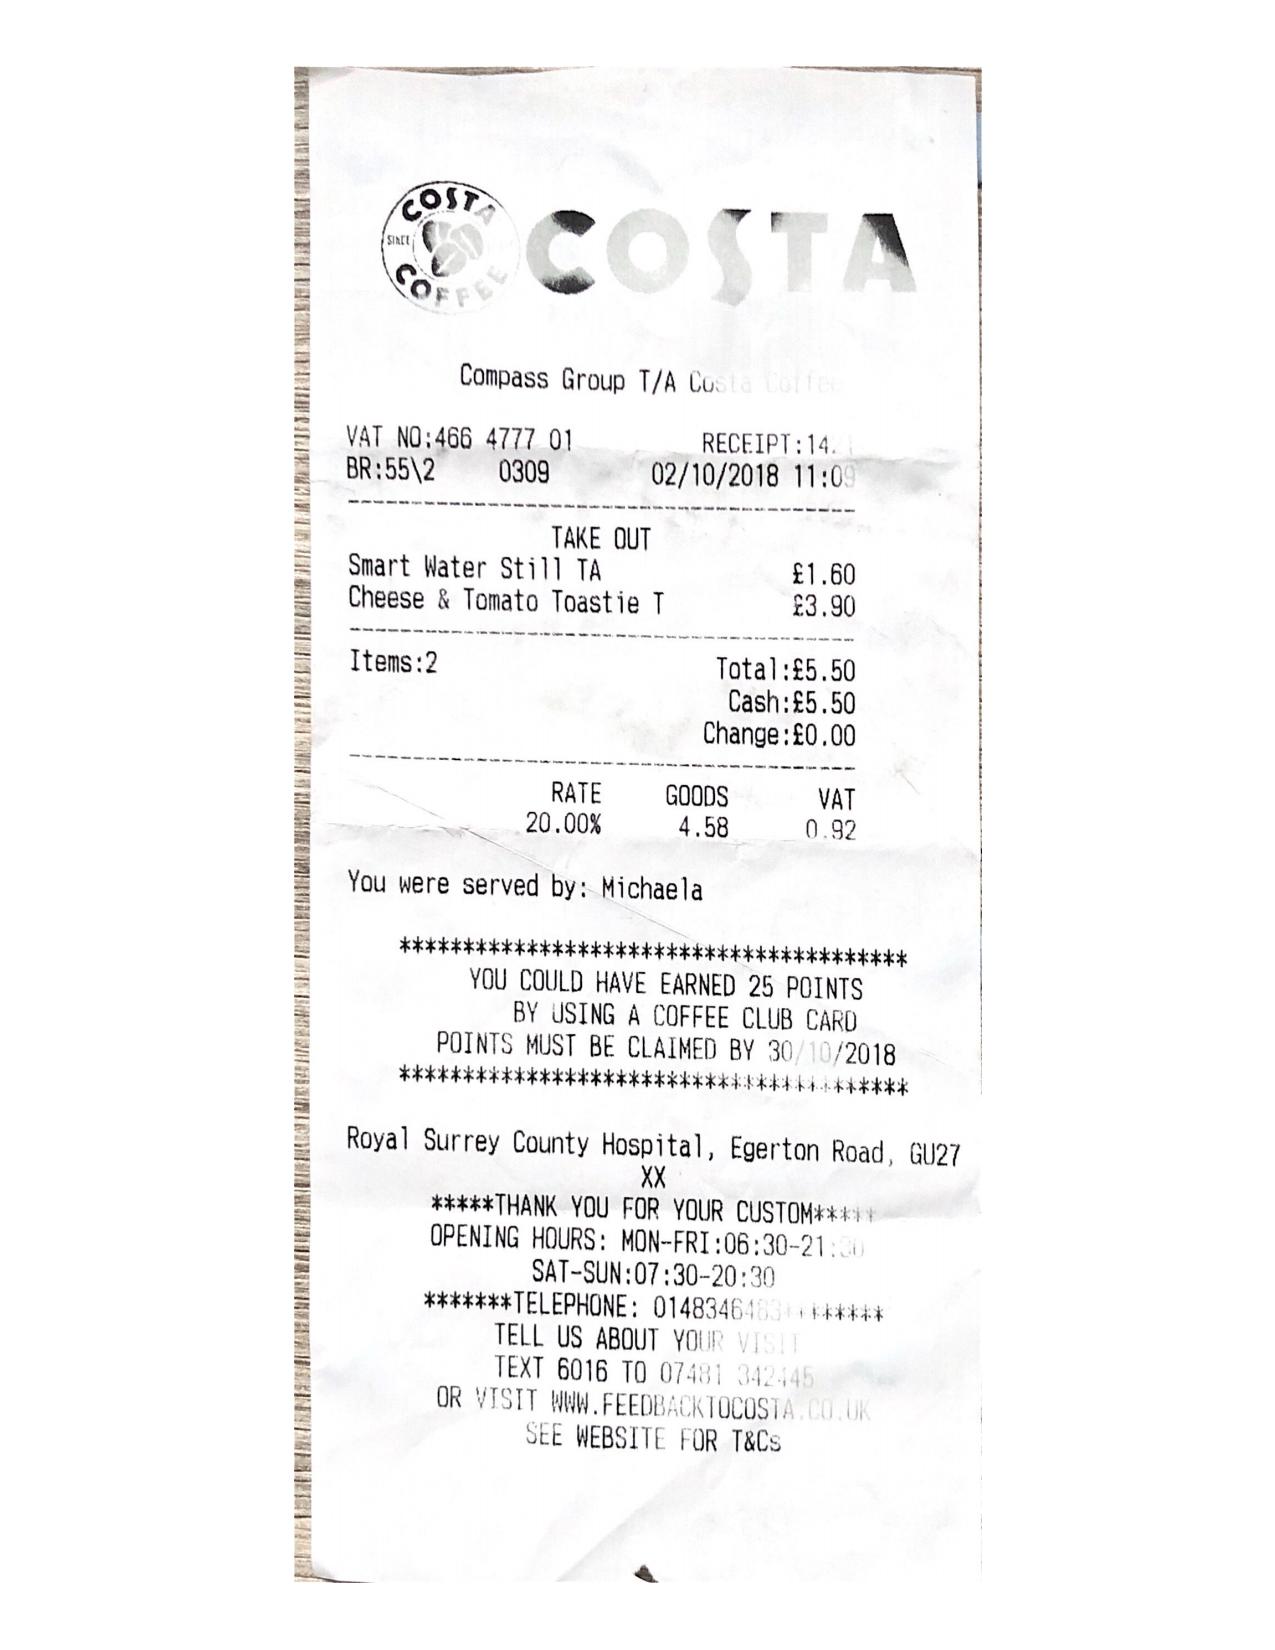 COSTA
SINCE
COFFEE
COSTA
Compass Group T/A Costa Coffee
VAT NO:466 4777 01 RECEIPT:14.
BR:55\2 0309 02/10/2018 11:09
TAKE OUT
Smart Water Still TA £1.60
Cheese & Tomato Toastie T £3.90
Items:2 Total:£5.50
Cash:£5.50
Change:£0.00
RATE GOODS VAT
20.00% 4.58 0.92
You were served by: Michaela
****************************************
YOU COULD HAVE EARNED 25 POINTS
BY USING A COFFEE CLUB CARD
POINTS MUST BE CLAIMED BY 30/10/2018
****************************************
Royal Surrey County Hospital, Egerton Road, GU27
XX
*****THANK YOU FOR YOUR CUSTOM*****
OPENING HOURS: MON-FRI:06:30-21:30
SAT-SUN:07:30-20:30
*******TELEPHONE: 0148346483********
TELL US ABOUT YOUR VISIT
TEXT 6016 TO 07481 342445
OR VISIT WWW.FEEDBACKTOCOSTA.CO.UK
SEE WEBSITE FOR T&Cs